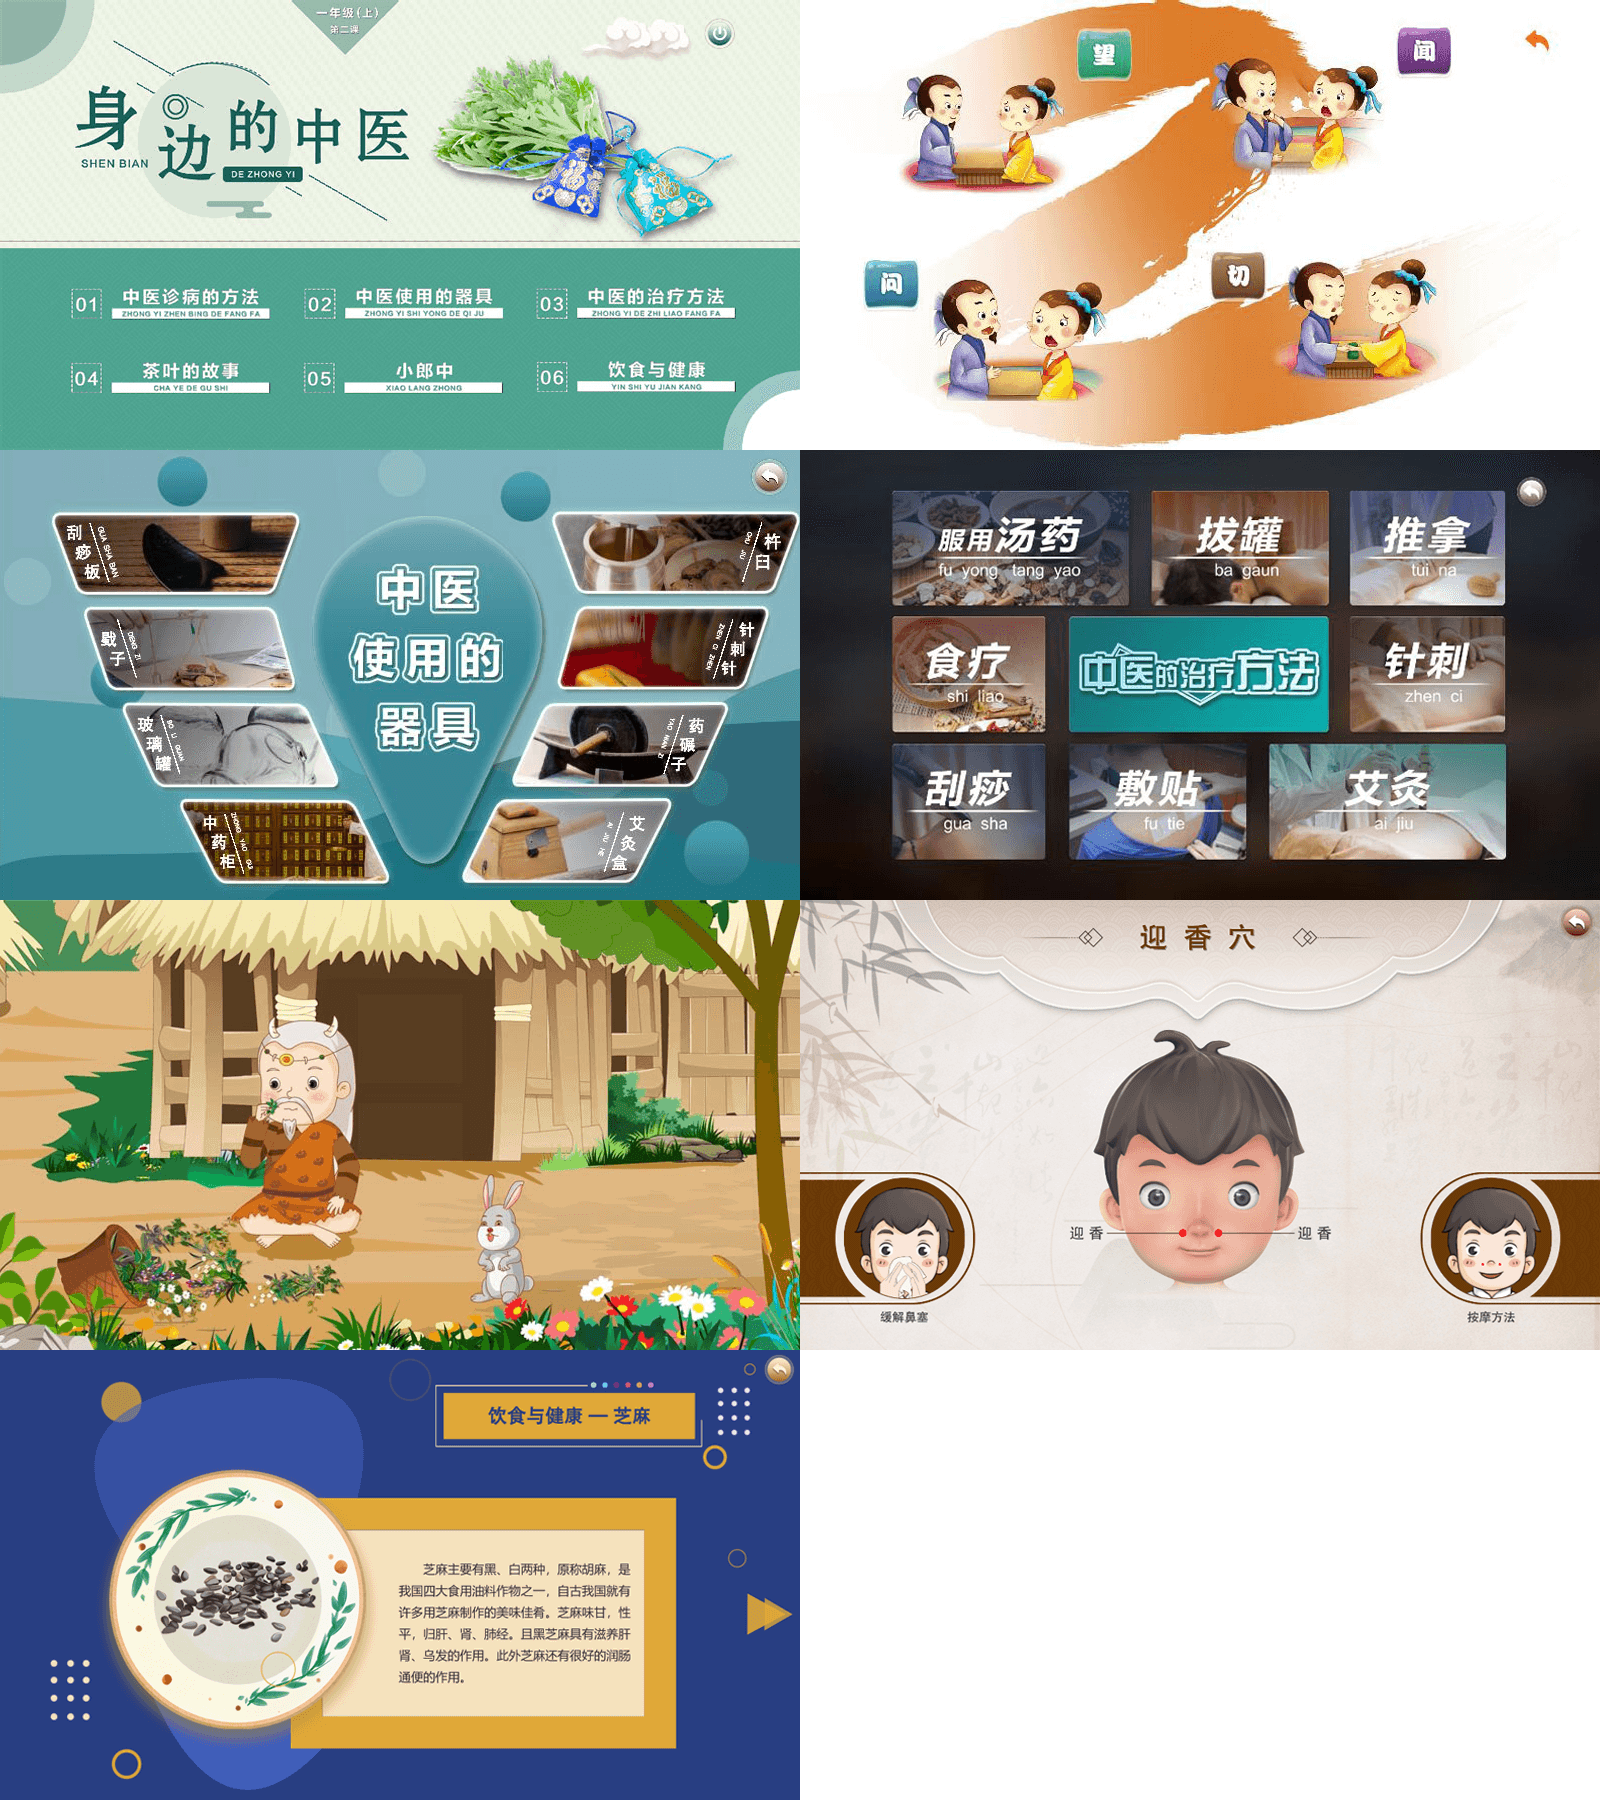 一年级(上)
第二课
身边的中医
SHEN BIAN
DE ZHONG YI
01 中医诊病的方法
ZHONG YI ZHEN BING DE FANG FA
02 中医使用的器具
ZHONG YI SHI YONG DE QI JU
03 中医的治疗方法
ZHONG YI DE ZHI LIAO FANG FA
04 茶叶的故事
CHA YE DE GU SHI
05 小郎中
XIAO LANG ZHONG
06 饮食与健康
YIN SHI YU JIAN KANG
望
闻
问
切
刮痧板
GUA SHA BAN
戥子
DENG ZI
玻璃罐
BO LI GUAN
中药柜
ZHONG YAO GUI
中医
使用的
器具
杵臼
CHU JIU
针刺针
ZHEN CI ZHEN
药碾子
YAO NIAN ZI
艾灸盒
AI JIU HE
服用汤药
fu yong tang yao
拔罐
ba gaun
推拿
tui na
食疗
shi liao
中医的治疗方法
针刺
zhen ci
刮痧
gua sha
敷贴
fu tie
艾灸
ai jiu
迎香穴
迎香
迎香
缓解鼻塞
按摩方法
饮食与健康 — 芝麻
芝麻主要有黑、白两种，原称胡麻，是
我国四大食用油料作物之一，自古我国就有
许多用芝麻制作的美味佳肴。芝麻味甘，性
平，归肝、肾、肺经。且黑芝麻具有滋养肝
肾、乌发的作用。此外芝麻还有很好的润肠
通便的作用。